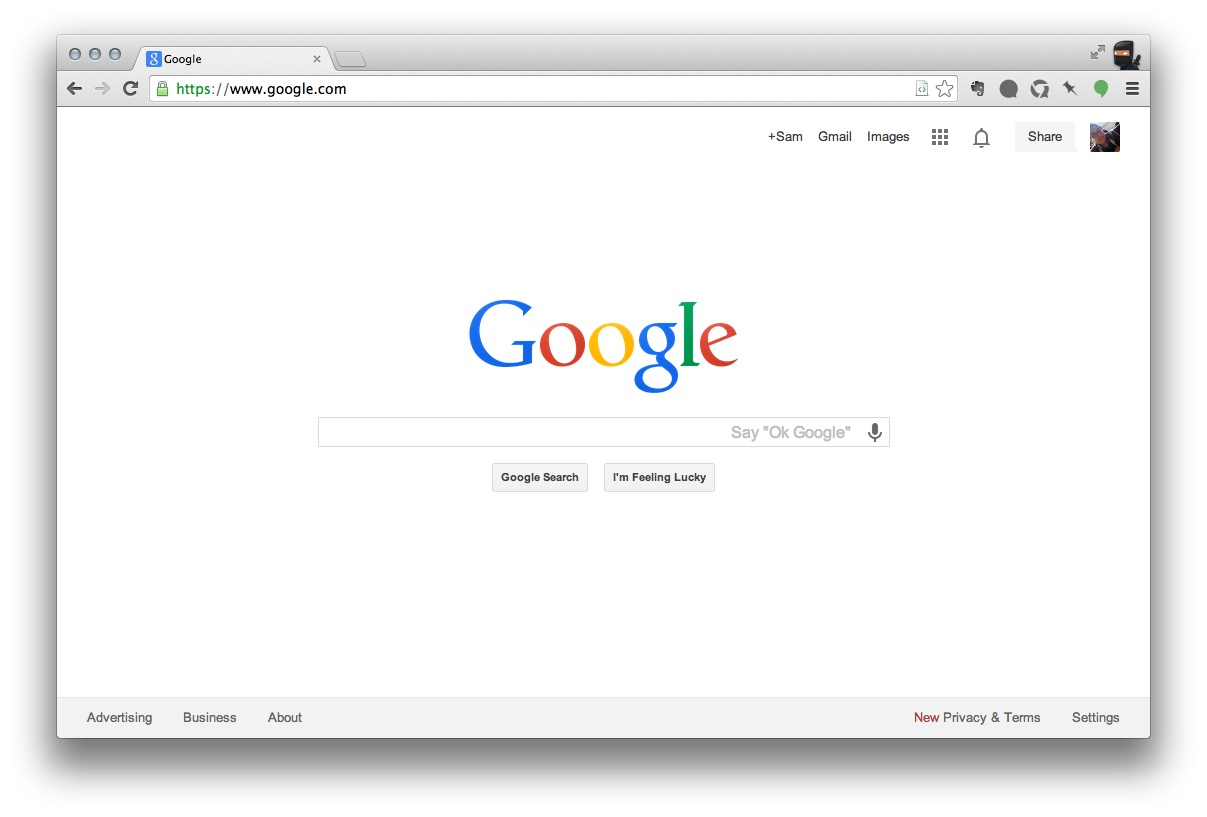 Google
https://www.google.com
+Sam Gmail Images Share
Google
Say "Ok Google"
Google Search I'm Feeling Lucky
Advertising Business About New Privacy & Terms Settings